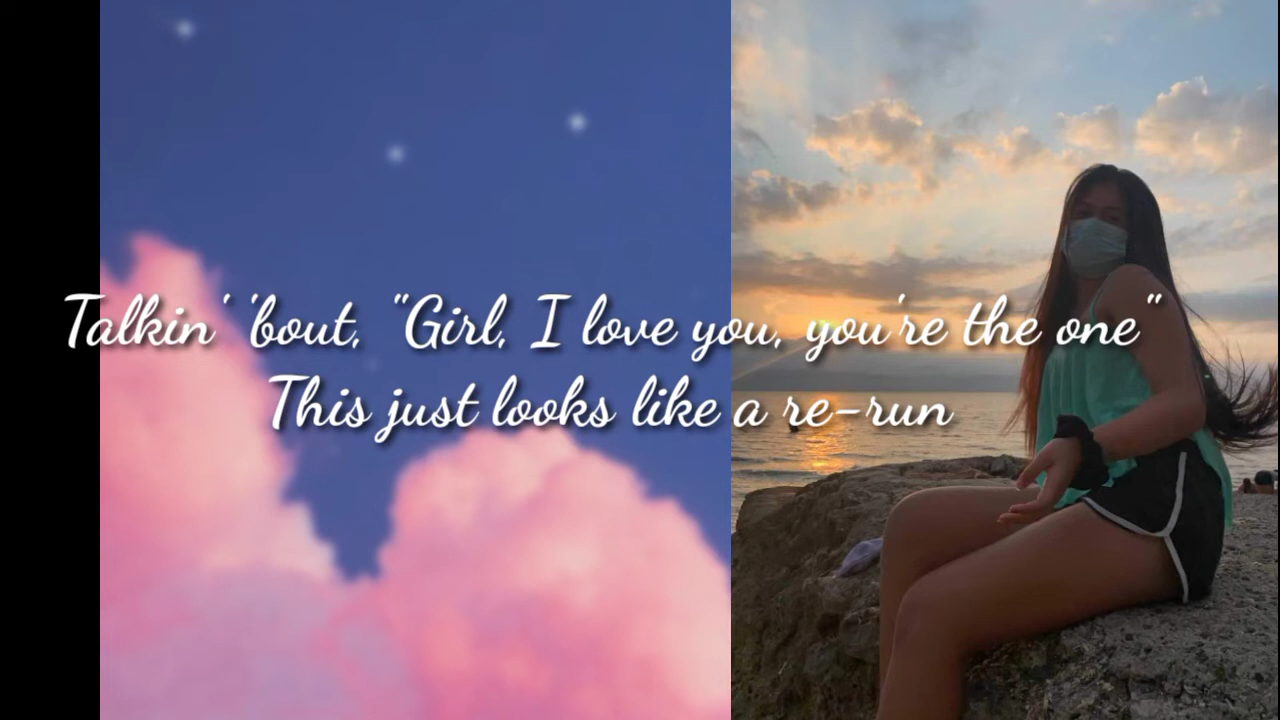 Talkin' 'bout, "Girl, I love you, you're the one"
This just looks like a re-run